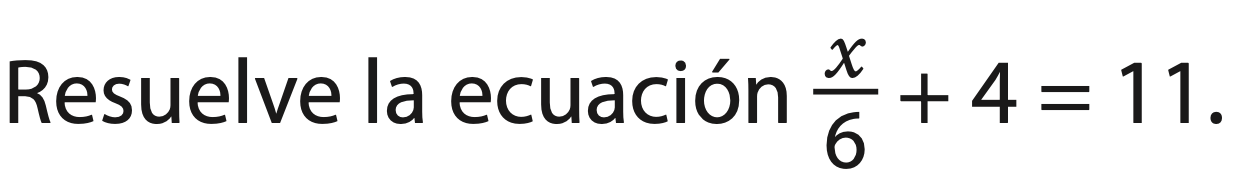 Resuelve la ecuación x/6 + 4 = 11.